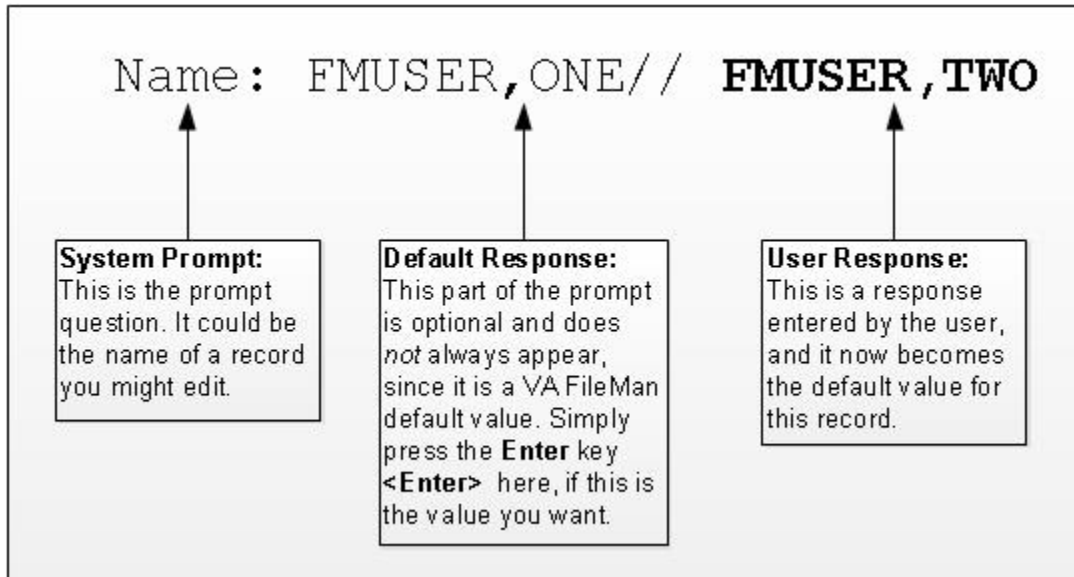 Name: FMUSER,ONE// FMUSER,TWO
System Prompt:
This is the prompt
question. It could be
the name of a record
you might edit.
Default Response:
This part of the prompt
is optional and does
not always appear,
since it is a VA FileMan
default value. Simply
press the Enter key
<Enter> here, if this is
the value you want.
User Response:
This is a response
entered by the user,
and it now becomes
the default value for
this record.